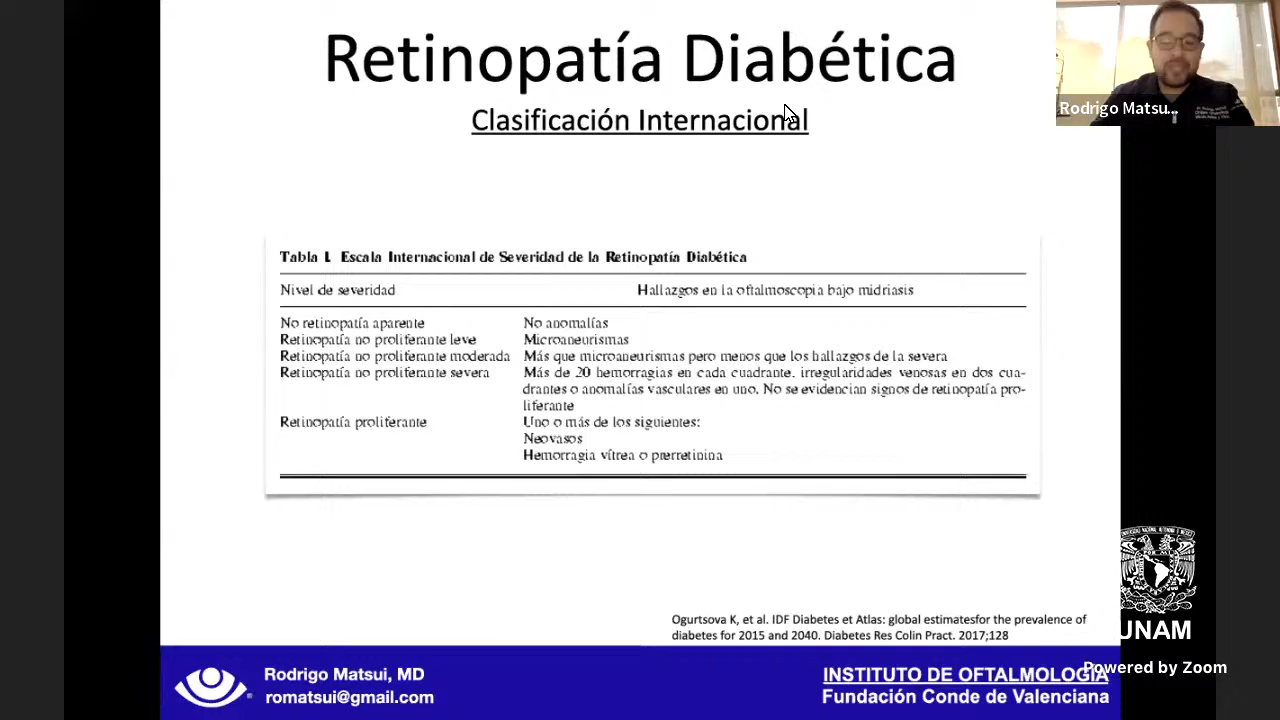 Retinopatía Diabética
Clasificación Internacional
Rodrigo Matsu...
Tabla I. Escala Internacional de Severidad de la Retinopatía Diabética
Nivel de severidad Hallazgos en la oftalmoscopia bajo midriasis
No retinopatía aparente No anomalías
Retinopatía no proliferante leve Microaneurismas
Retinopatía no proliferante moderada Más que microaneurismas pero menos que los hallazgos de la severa
Retinopatía no proliferante severa Más de 20 hemorragias en cada cuadrante, irregularidades venosas en dos cua-
drantes o anomalías vasculares en uno. No se evidencian signos de retinopatía pro-
liferante
Retinopatía proliferante Uno o más de los siguientes:
Neovasos
Hemorragia vítrea o prerretinina
Ogurtsova K, et al. IDF Diabetes et Atlas: global estimatesfor the prevalence of
diabetes for 2015 and 2040. Diabetes Res Colin Pract. 2017;128
UNAM
Powered by Zoom
Rodrigo Matsui, MD
romatsui@gmail.com
INSTITUTO DE OFTALMOLOGÍA
Fundación Conde de Valenciana